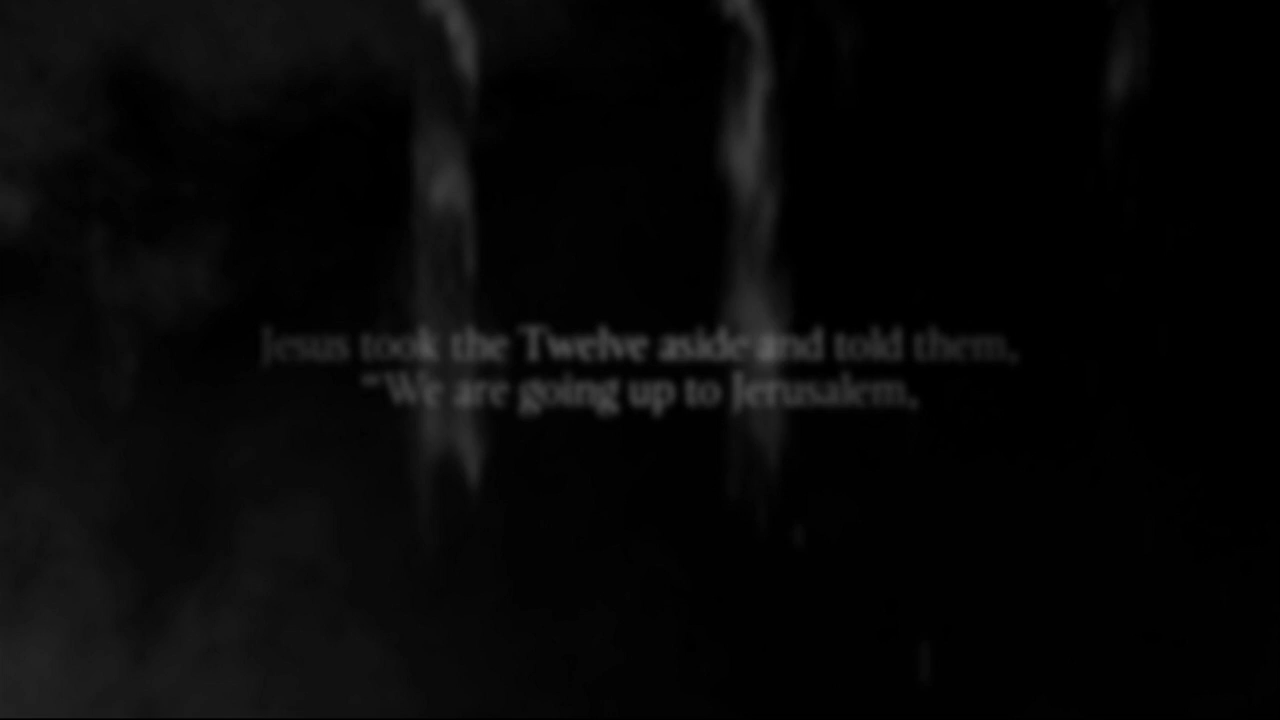 Jesus took the Twelve aside and told them,
“We are going up to Jerusalem,